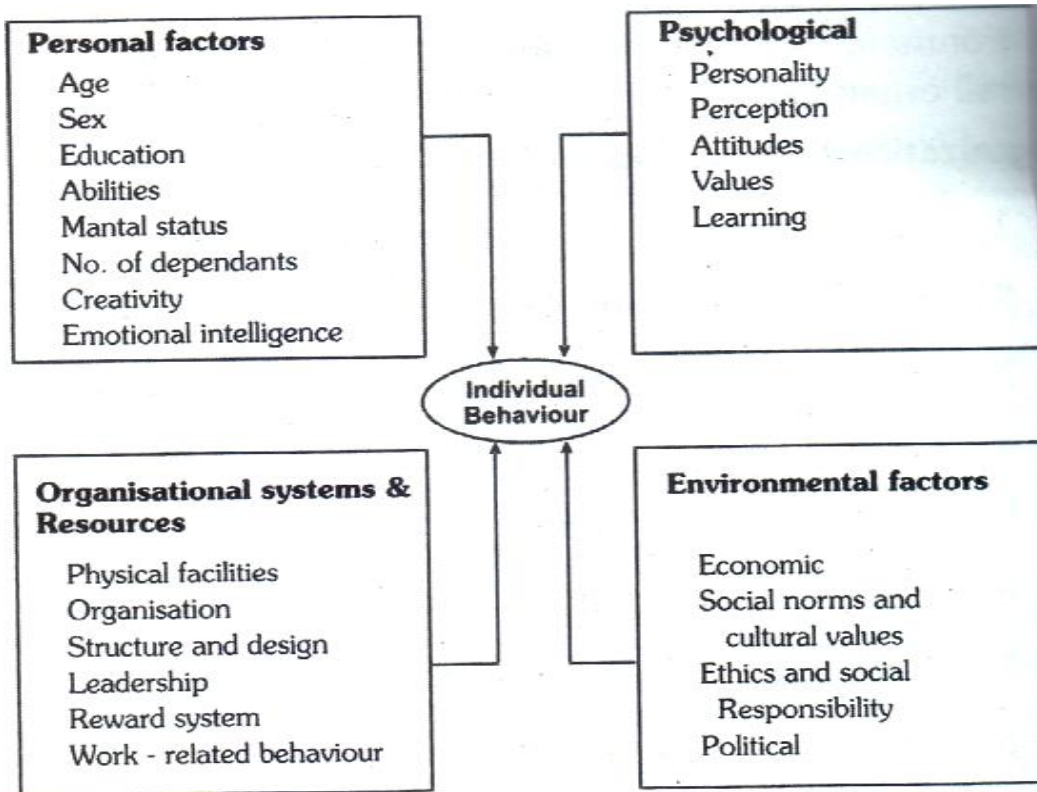 Personal factors
Age
Sex
Education
Abilities
Mantal status
No. of dependants
Creativity
Emotional intelligence
Psychological
Personality
Perception
Attitudes
Values
Learning
Individual
Behaviour
Organisational systems &
Resources
Physical facilities
Organisation
Structure and design
Leadership
Reward system
Work - related behaviour
Environmental factors
Economic
Social norms and
cultural values
Ethics and social
Responsibility
Political